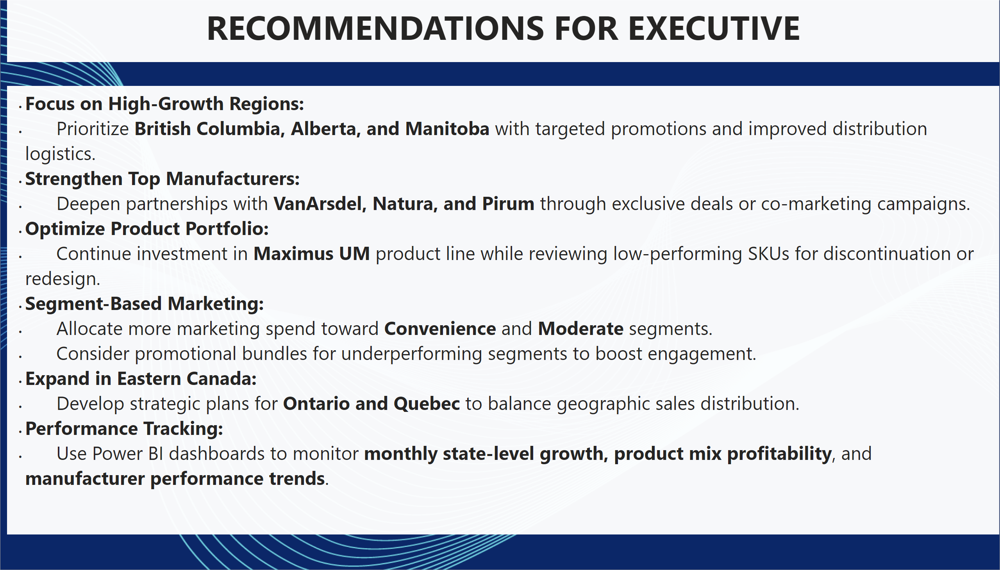 RECOMMENDATIONS FOR EXECUTIVE
• Focus on High-Growth Regions:
• Prioritize British Columbia, Alberta, and Manitoba with targeted promotions and improved distribution
logistics.
• Strengthen Top Manufacturers:
• Deepen partnerships with VanArsdel, Natura, and Pirum through exclusive deals or co-marketing campaigns.
• Optimize Product Portfolio:
• Continue investment in Maximus UM product line while reviewing low-performing SKUs for discontinuation or
redesign.
• Segment-Based Marketing:
• Allocate more marketing spend toward Convenience and Moderate segments.
• Consider promotional bundles for underperforming segments to boost engagement.
• Expand in Eastern Canada:
• Develop strategic plans for Ontario and Quebec to balance geographic sales distribution.
• Performance Tracking:
• Use Power BI dashboards to monitor monthly state-level growth, product mix profitability, and
manufacturer performance trends.